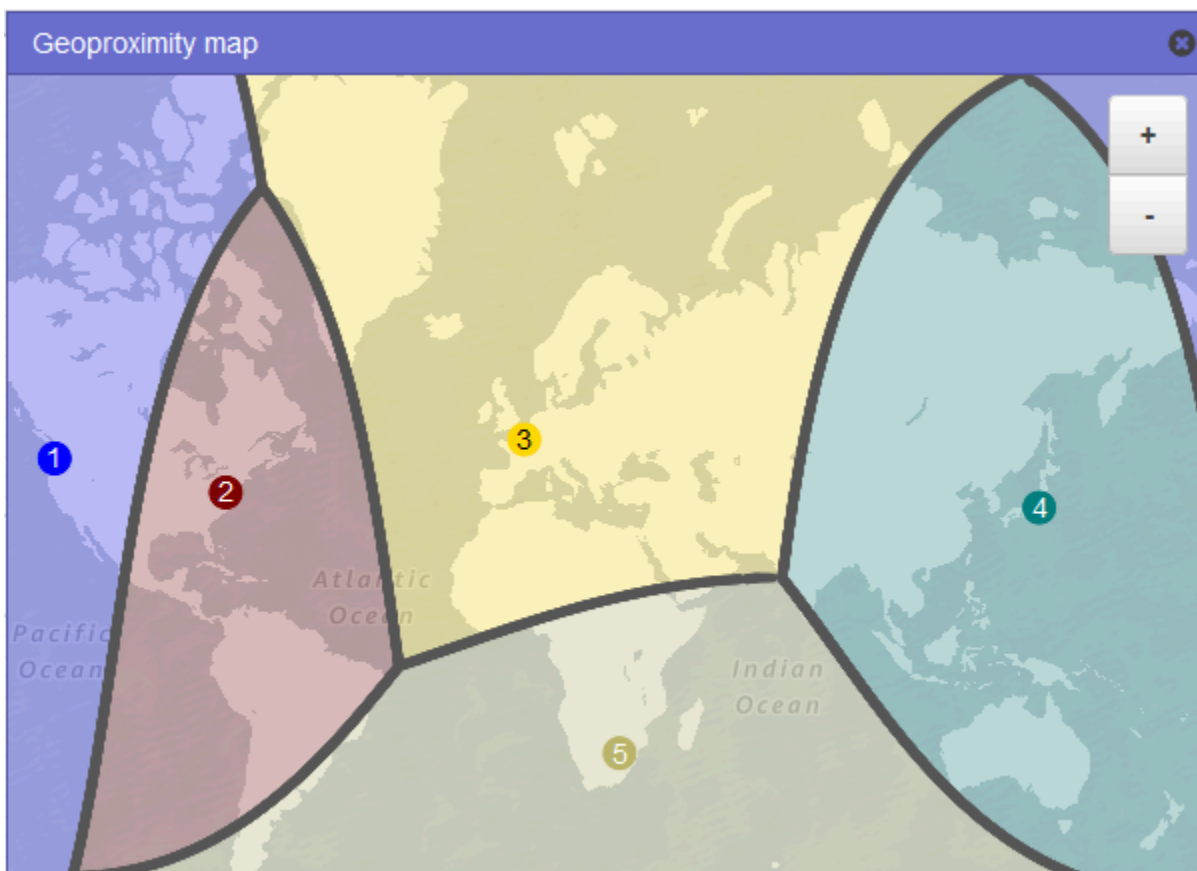 Geoproximity map
+
-
3
1
2
4
Atlantic
Ocean
Pacific
Ocean
Indian
Ocean
5